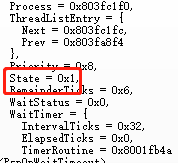 Process = 0x803fc1f0,
ThreadListEntry = {
Next = 0x803fc1fc,
Prev = 0x803fa8f4
},
Priority = 0x8,
State = 0x1,
RemainderTicks = 0x6,
WaitStatus = 0x0,
WaitTimer = {
IntervalTicks = 0x32,
ElapsedTicks = 0x0,
TimerRoutine = 0x8001fb4a
(PspOnWaitTimeout)